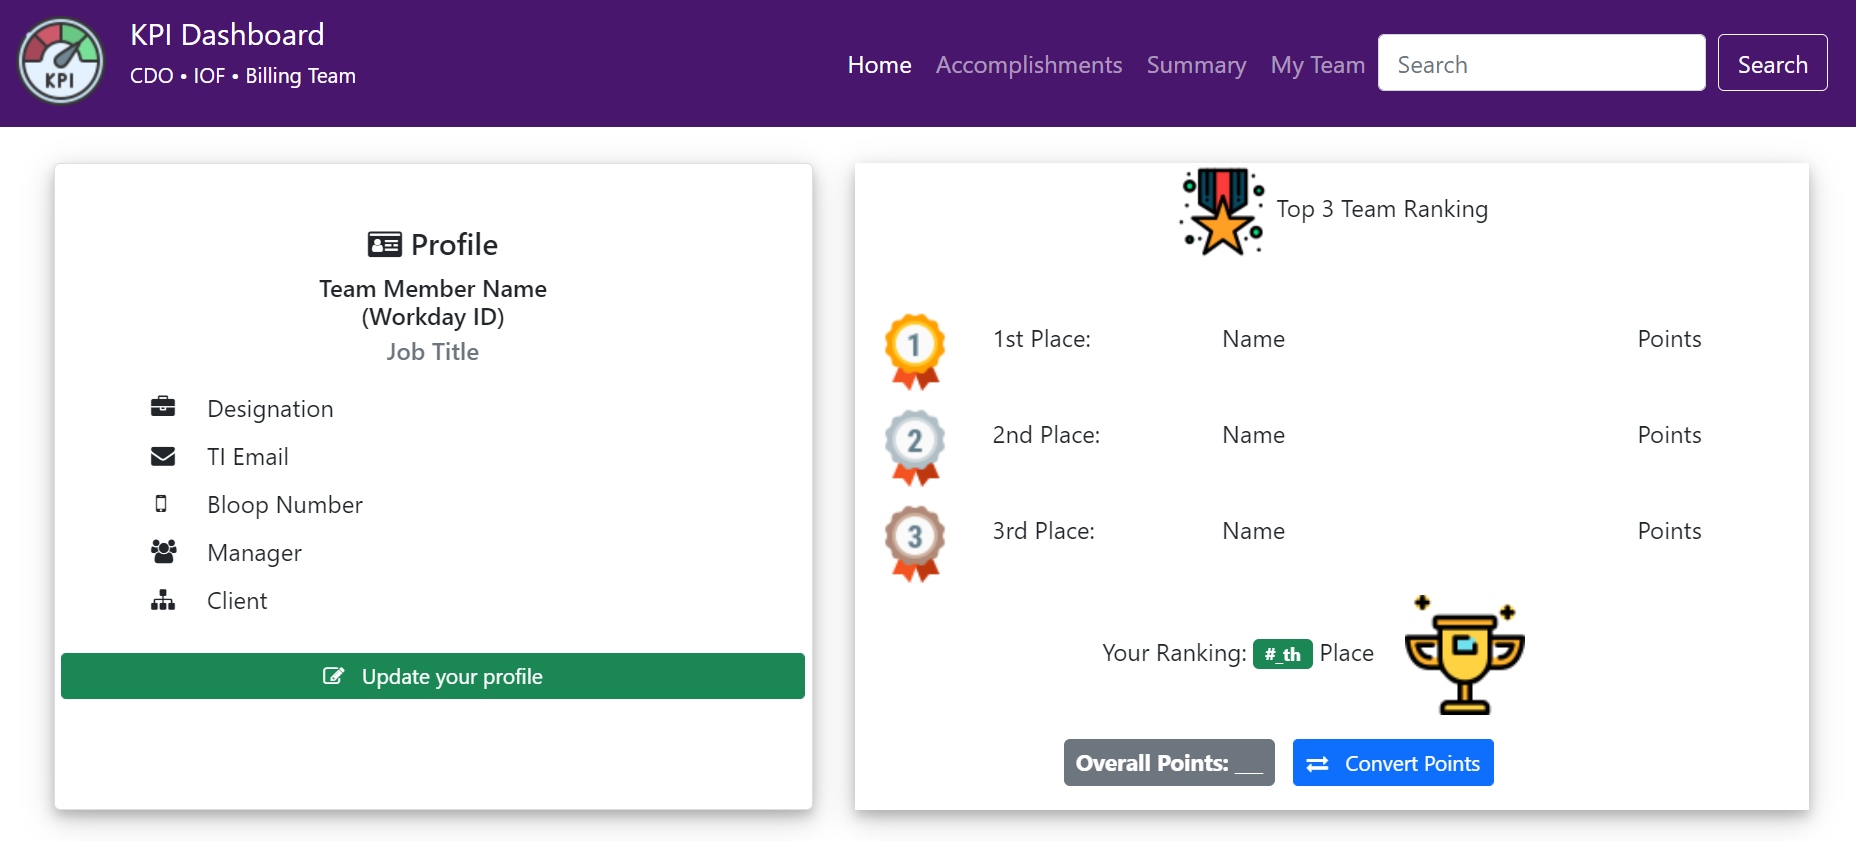 KPI
KPI Dashboard
CDO • IOF • Billing Team
Home Accomplishments Summary My Team Search Search
Profile
Team Member Name
(Workday ID)
Job Title
Designation
TI Email
Bloop Number
Manager
Client
Update your profile
Top 3 Team Ranking
1 1st Place: Name Points
2 2nd Place: Name Points
3 3rd Place: Name Points
Your Ranking: #_th Place
Overall Points: ___ Convert Points